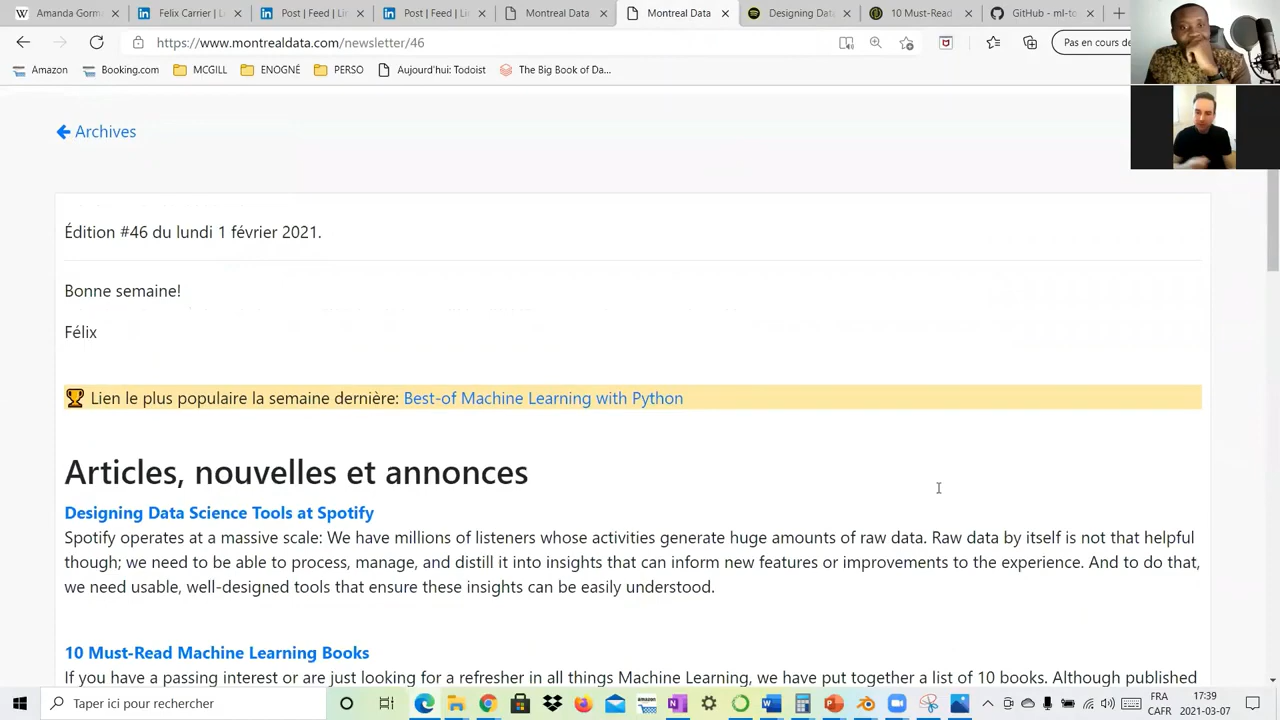 Amanda Gorm
Felix Carrier | L
Post | Feed | Lin
Post | Feed | Li
Montreal Data
Montreal Data
Designing Data
10 Must-Read
GitHub - ml-to
https://www.montrealdata.com/newsletter/46
Pas en cours de
Amazon
Booking.com
MCGILL
ENOGNÉ
PERSO
Aujourd'hui: Todoist
The Big Book of Da...
Archives
Édition #46 du lundi 1 février 2021.
Bonne semaine!
Félix
Lien le plus populaire la semaine dernière: Best-of Machine Learning with Python
Articles, nouvelles et annonces
Designing Data Science Tools at Spotify
Spotify operates at a massive scale: We have millions of listeners whose activities generate huge amounts of raw data. Raw data by itself is not that helpful
though; we need to be able to process, manage, and distill it into insights that can inform new features or improvements to the experience. And to do that,
we need usable, well-designed tools that ensure these insights can be easily understood.
10 Must-Read Machine Learning Books
If you have a passing interest or are just looking for a refresher in all things Machine Learning, we have put together a list of 10 books. Although published
Taper ici pour rechercher
FRA
CAFR
17:39
2021-03-07